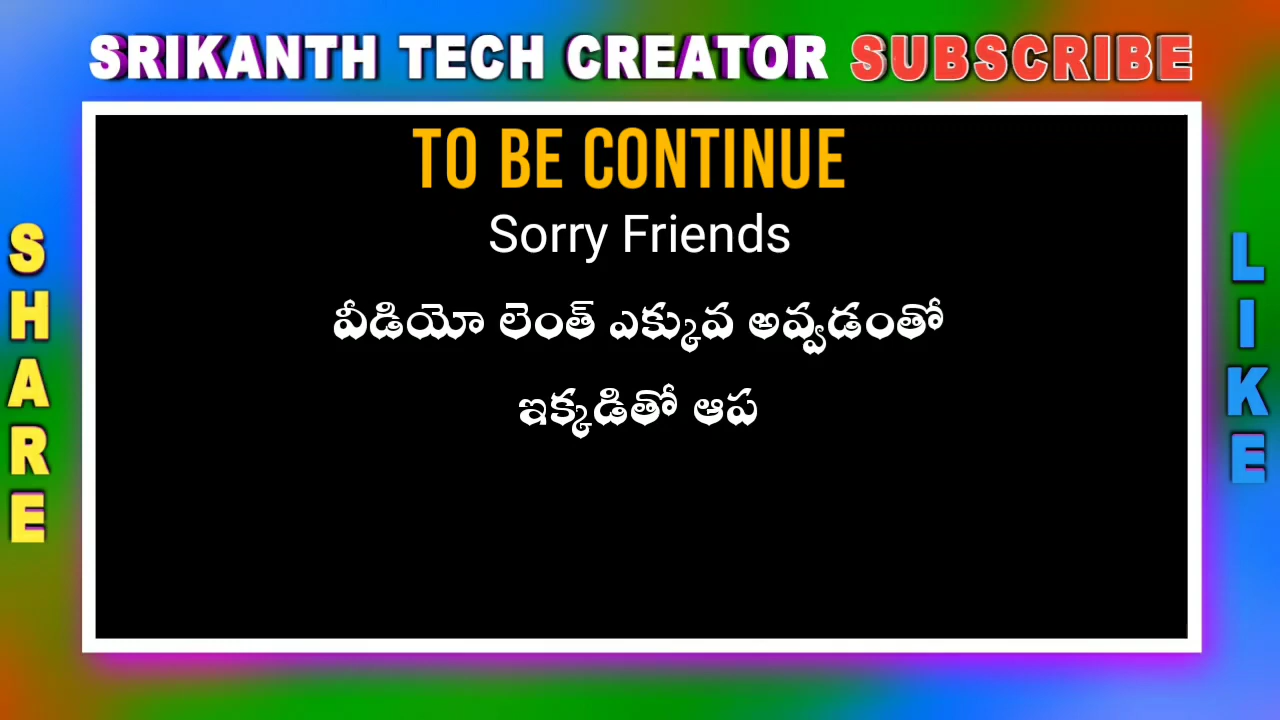 SRIKANTH TECH CREATOR SUBSCRIBE
TO BE CONTINUE
Sorry Friends
వీడియో లెంత్ ఎక్కువ అవ్వడంతో
ఇక్కడితో ఆప
SHARE
LIKE